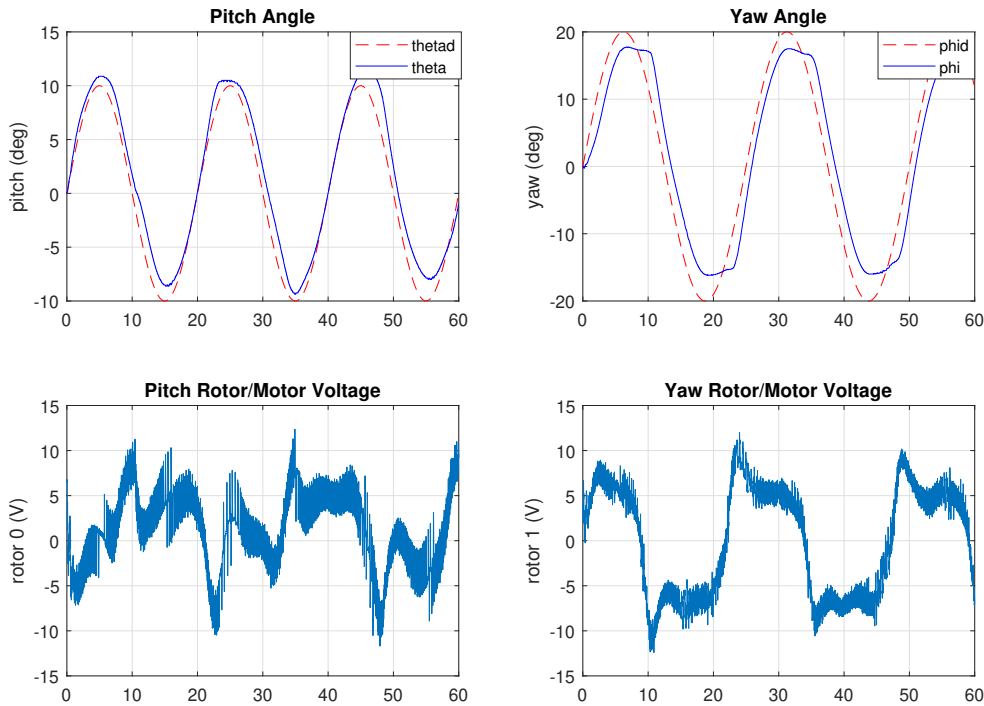 Pitch Angle
15
10
5
0
-5
-10
pitch (deg)
thetad
theta
0 10 20 30 40 50 60
Yaw Angle
20
10
0
-10
-20
yaw (deg)
phid
phi
0 10 20 30 40 50 60
Pitch Rotor/Motor Voltage
15
10
5
0
-5
-10
-15
rotor 0 (V)
0 10 20 30 40 50 60
Yaw Rotor/Motor Voltage
15
10
5
0
-5
-10
-15
rotor 1 (V)
0 10 20 30 40 50 60